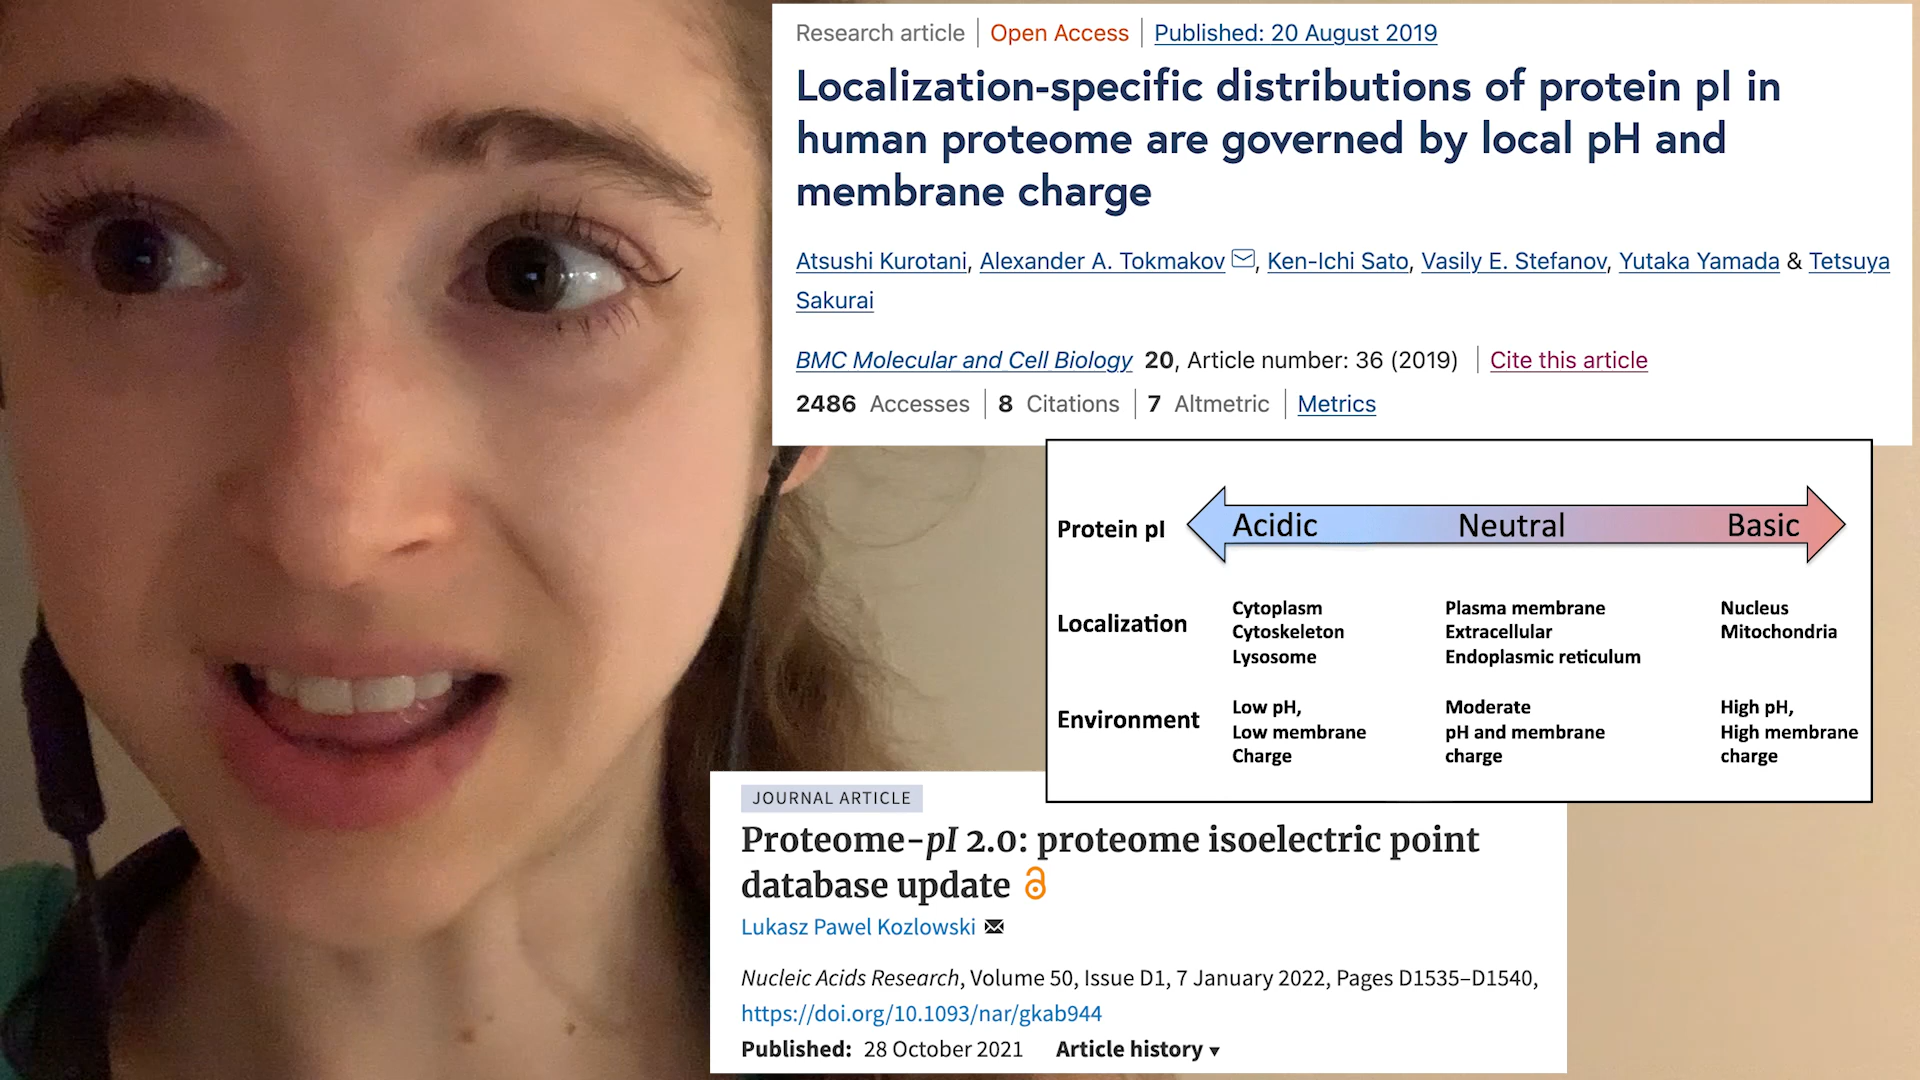 Research article | Open Access | Published: 20 August 2019
Localization-specific distributions of protein pI in
human proteome are governed by local pH and
membrane charge
Atsushi Kurotani, Alexander A. Tokmakov, Ken-Ichi Sato, Vasily E. Stefanov, Yutaka Yamada & Tetsuya
Sakurai
BMC Molecular and Cell Biology 20, Article number: 36 (2019) | Cite this article
2486 Accesses | 8 Citations | 7 Altmetric | Metrics
Protein pI Acidic Neutral Basic
Localization
Cytoplasm
Cytoskeleton
Lysosome
Plasma membrane
Extracellular
Endoplasmic reticulum
Nucleus
Mitochondria
Environment
Low pH,
Low membrane
Charge
Moderate
pH and membrane
charge
High pH,
High membrane
charge
JOURNAL ARTICLE
Proteome-pI 2.0: proteome isoelectric point
database update
Lukasz Pawel Kozlowski
Nucleic Acids Research, Volume 50, Issue D1, 7 January 2022, Pages D1535–D1540,
https://doi.org/10.1093/nar/gkab944
Published: 28 October 2021 Article history ▾